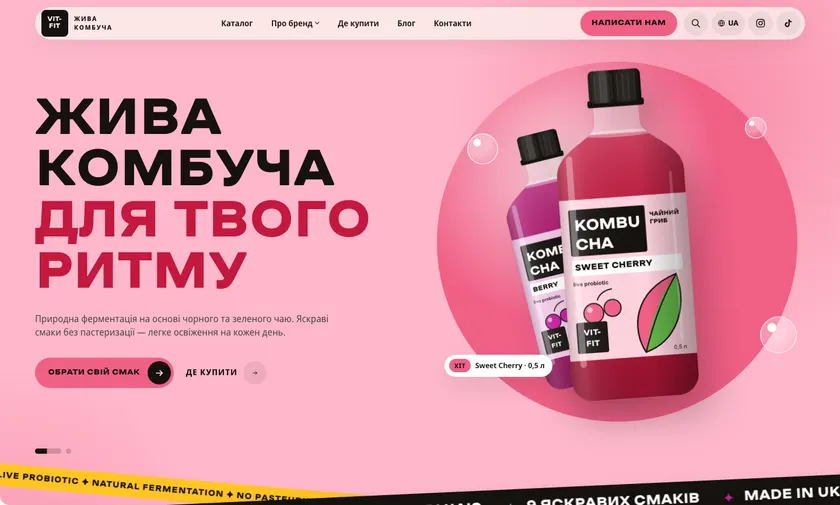 VIT-
FIT
ЖИВА
КОМБУЧА
Каталог
Про бренд
Де купити
Блог
Контакти
НАПИСАТИ НАМ
UA
ЖИВА
КОМБУЧА
ДЛЯ ТВОГО
РИТМУ
Природна ферментація на основі чорного та зеленого чаю. Яскраві
смаки без пастеризації — легке освіження на кожен день.
ОБРАТИ СВІЙ СМАК
ДЕ КУПИТИ
KOMBU
CHA
ЧАЙНИЙ
ГРИБ
SWEET CHERRY
live probiotic
VIT-
FIT
0,5 л
CHA
BERRY
live probiotic
VIT-
FIT
ХІТ
Sweet Cherry · 0,5 л
LIVE PROBIOTIC ✦ NATURAL FERMENTATION ✦ NO
9 ЯСКРАВИХ СМАКІВ ✦ MADE IN